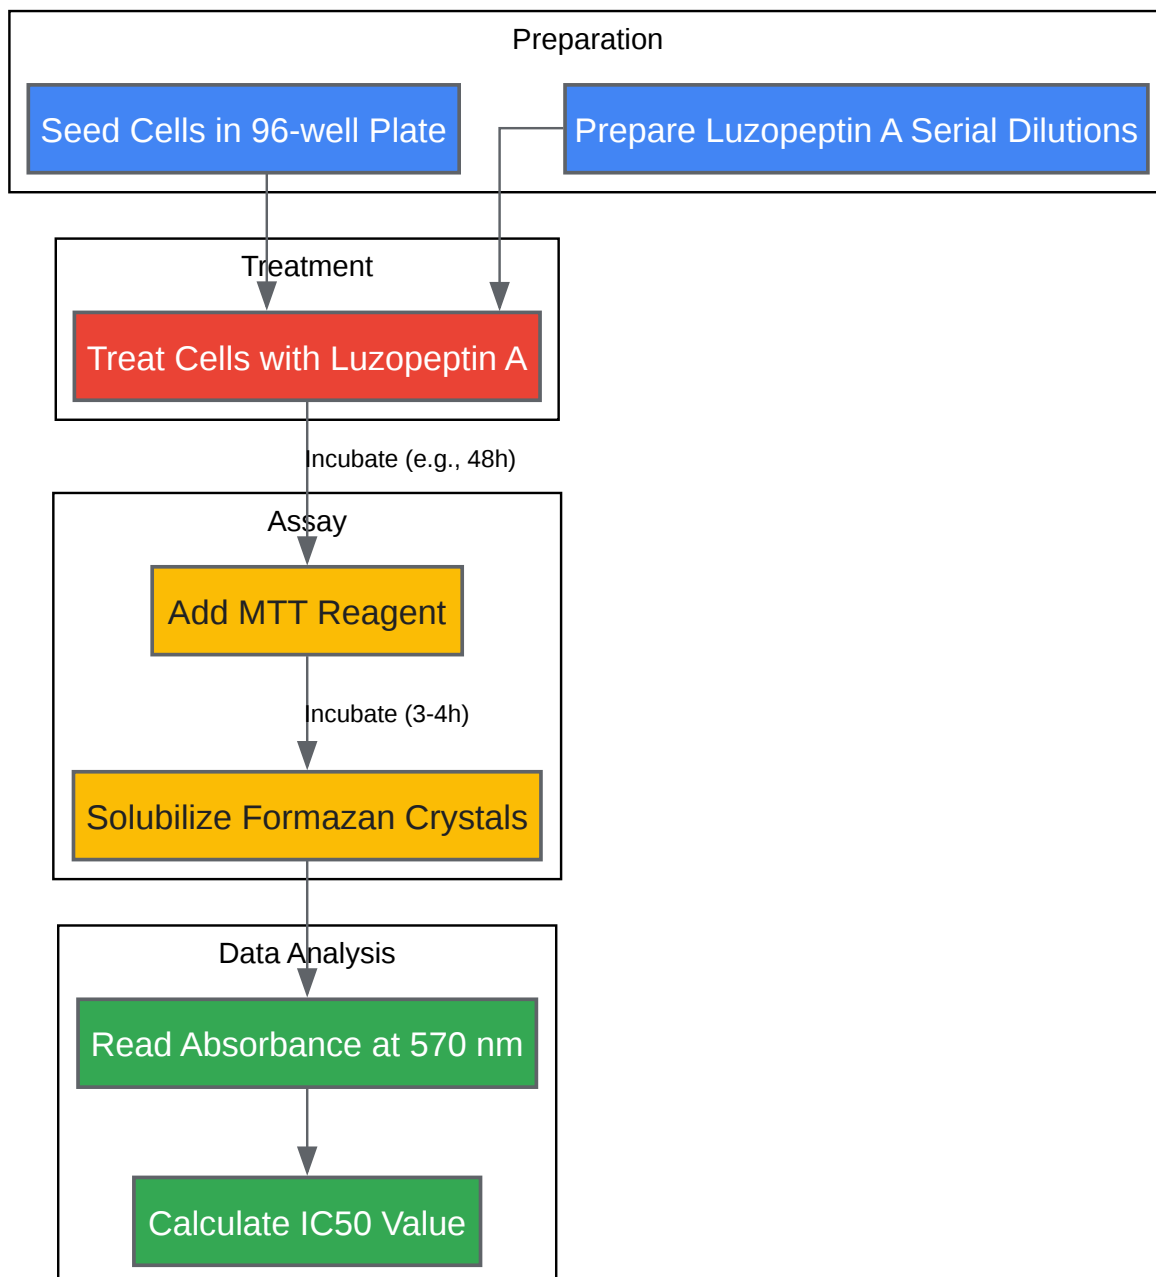 Preparation
Seed Cells in 96-well Plate
Prepare Luzopeptin A Serial Dilutions
Treatment
Treat Cells with Luzopeptin A
Incubate (e.g., 48h)
Assay
Add MTT Reagent
Incubate (3-4h)
Solubilize Formazan Crystals
Data Analysis
Read Absorbance at 570 nm
Calculate IC50 Value